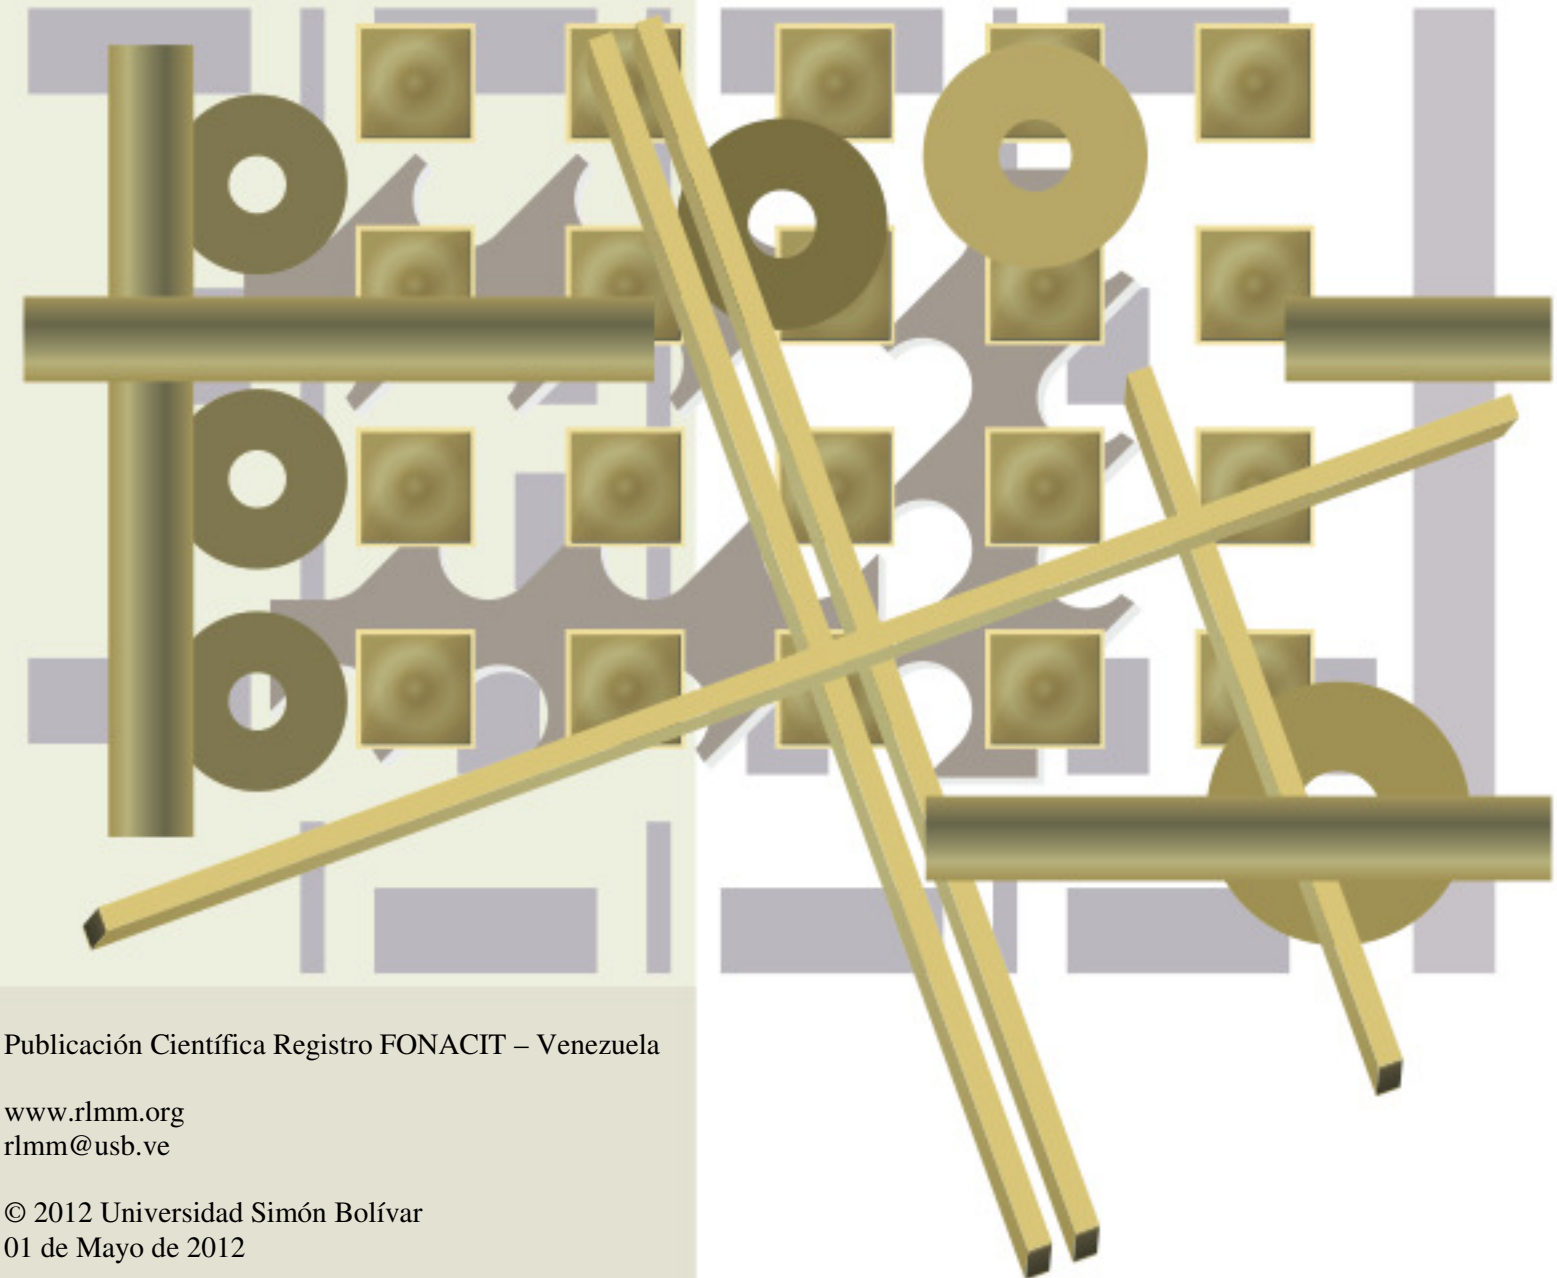 Publicación Científica Registro FONACIT – Venezuela
www.rlmm.org
rlmm@usb.ve
© 2012 Universidad Simón Bolívar
01 de Mayo de 2012